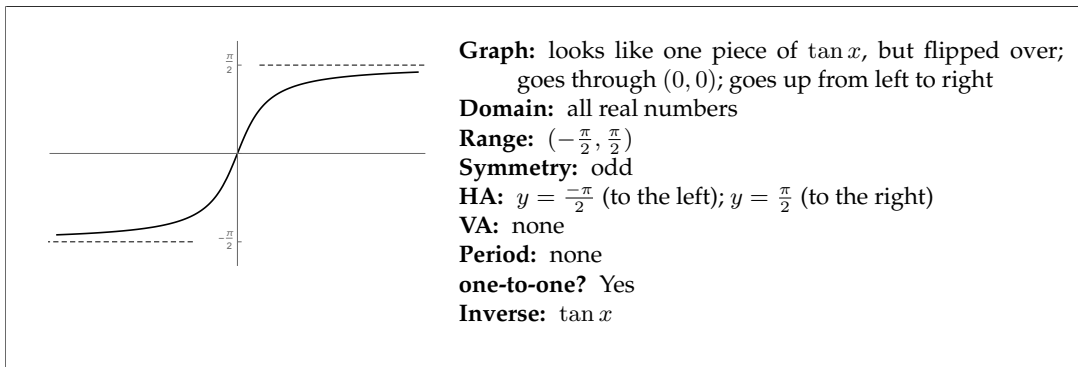 π/2
-π/2
Graph: looks like one piece of tan x, but flipped over;
goes through (0, 0); goes up from left to right
Domain: all real numbers
Range: (−π/2, π/2)
Symmetry: odd
HA: y = −π/2 (to the left); y = π/2 (to the right)
VA: none
Period: none
one-to-one? Yes
Inverse: tan x